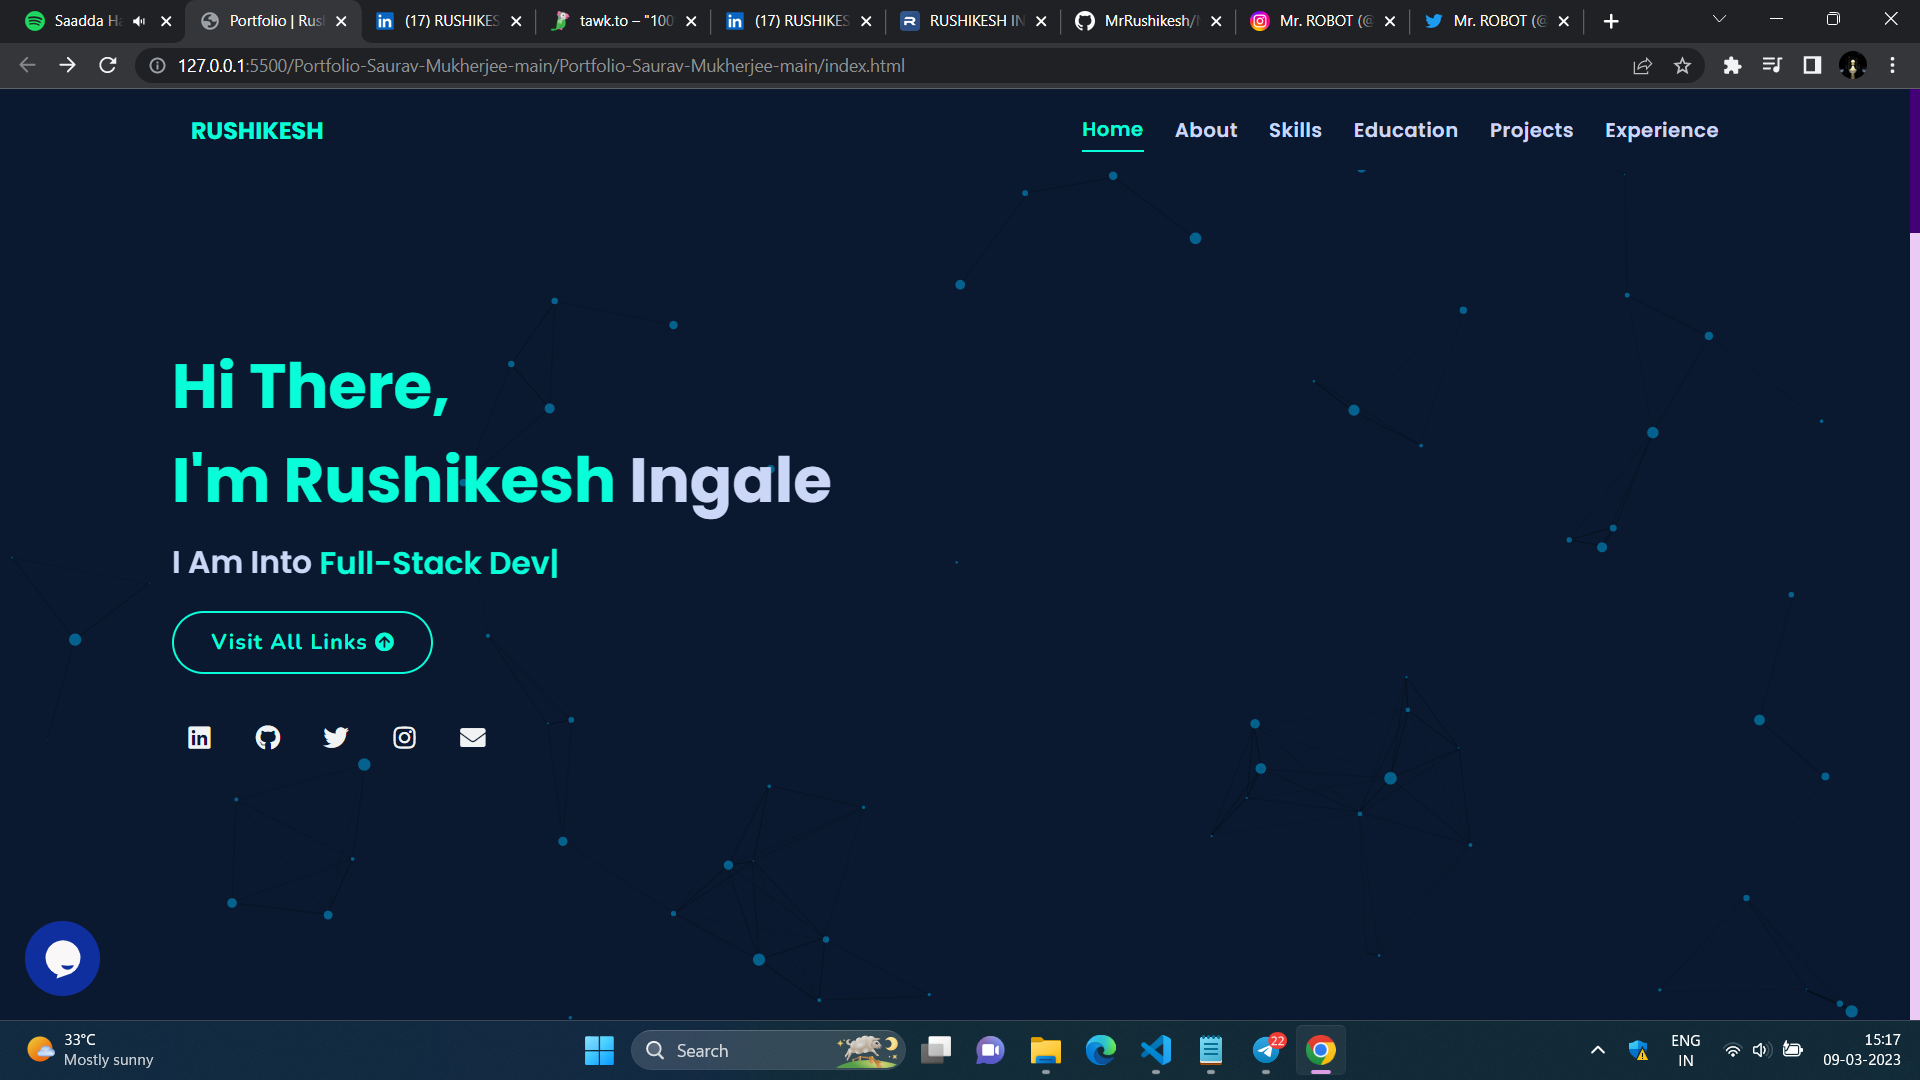 Saadda Ha
Portfolio | Rush
(17) RUSHIKES
tawk.to – "100
(17) RUSHIKES
RUSHIKESH IN
MrRushikesh/
Mr. ROBOT (@
Mr. ROBOT (@
127.0.0.1:5500/Portfolio-Saurav-Mukherjee-main/Portfolio-Saurav-Mukherjee-main/index.html
RUSHIKESH
Home
About
Skills
Education
Projects
Experience
Hi There,
I'm Rushikesh Ingale
I Am Into Full-Stack Dev|
Visit All Links
33°C
Mostly sunny
Search
22
ENG
IN
15:17
09-03-2023